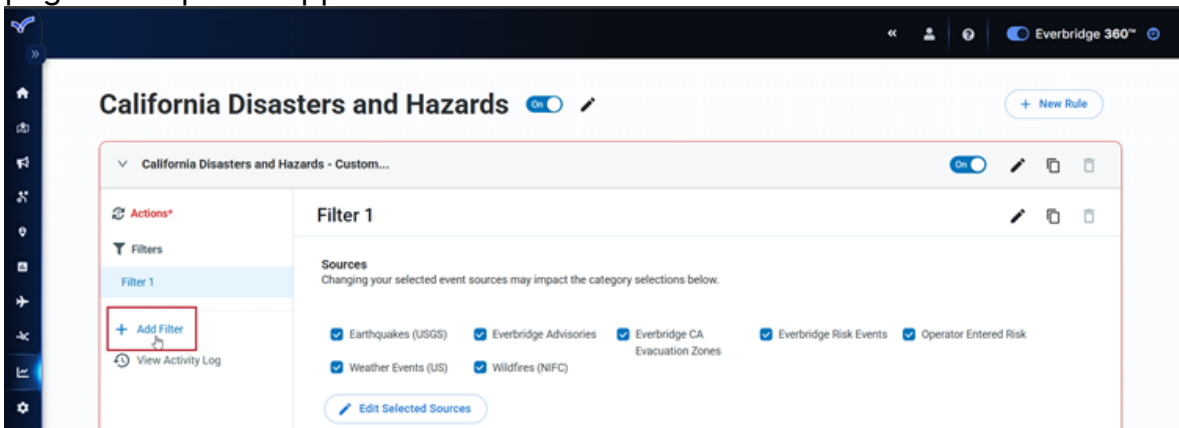 Everbridge 360™
California Disasters and Hazards On
+ New Rule
California Disasters and Hazards - Custom...
On
Actions*
Filter 1
Filters
Sources
Filter 1
Changing your selected event sources may impact the category selections below.
+ Add Filter
Earthquakes (USGS) Everbridge Advisories Everbridge CA Evacuation Zones Everbridge Risk Events Operator Entered Risk
View Activity Log
Weather Events (US) Wildfires (NIFC)
Edit Selected Sources